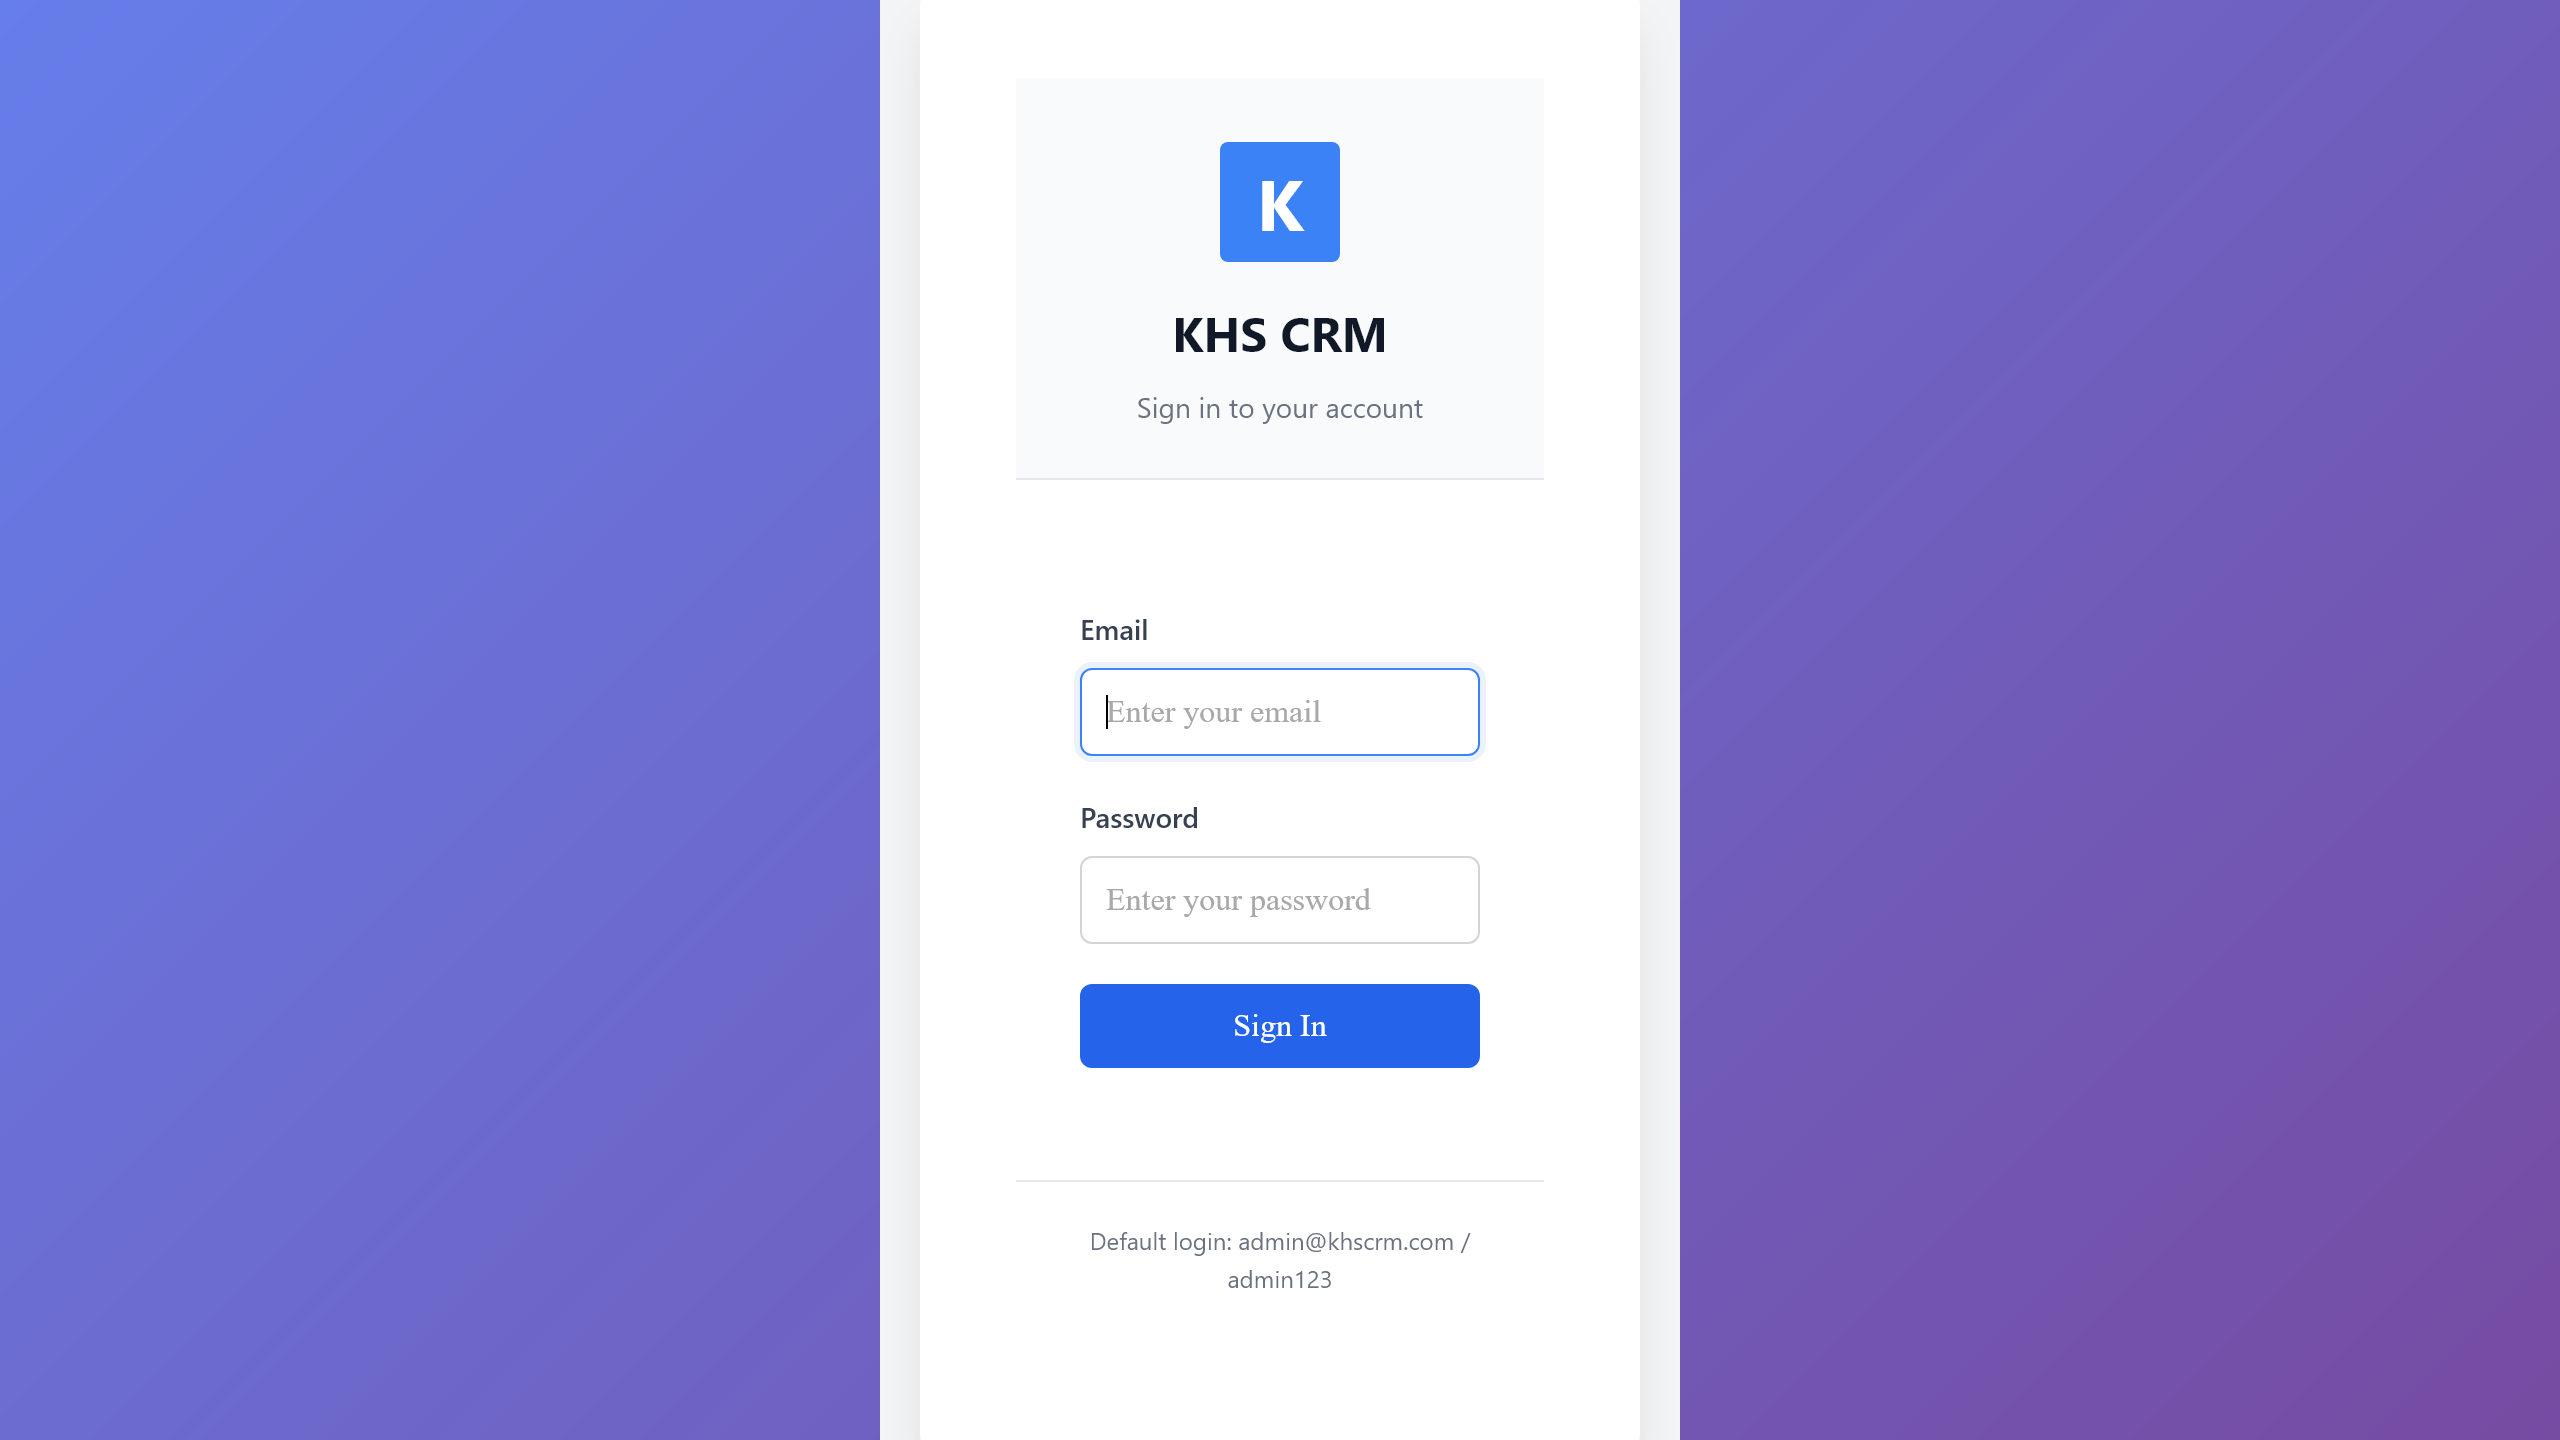 K
KHS CRM
Sign in to your account
Email
Enter your email
Password
Enter your password
Sign In
Default login: admin@khscrm.com /
admin123